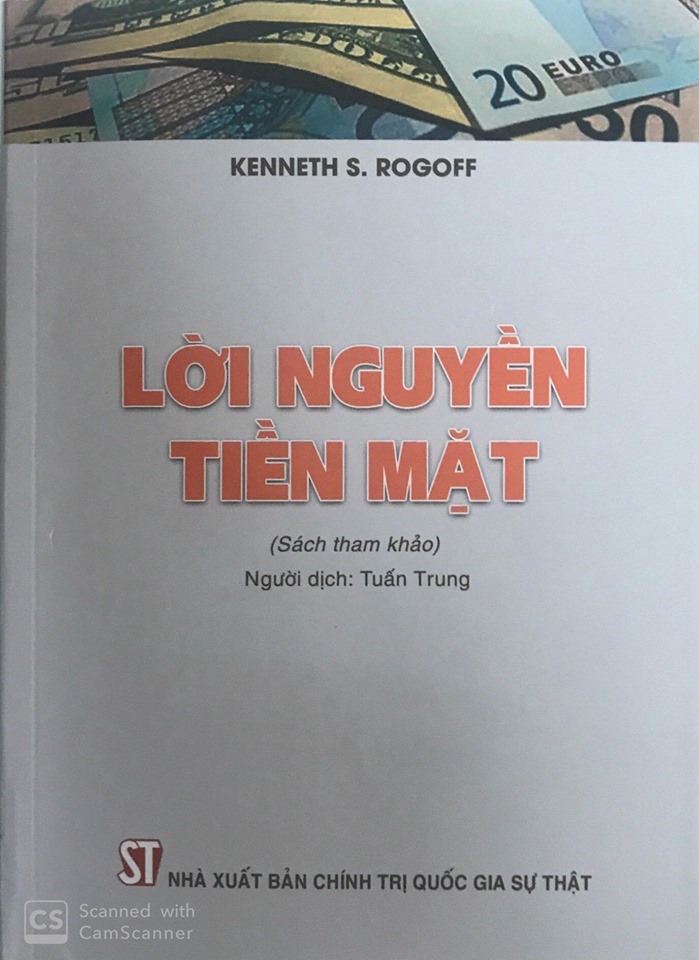 20 EURO
KENNETH S. ROGOFF
LỜI NGUYỀN
TIỀN MẶT
(Sách tham khảo)
Người dịch: Tuấn Trung
ST NHÀ XUẤT BẢN CHÍNH TRỊ QUỐC GIA SỰ THẬT
CS Scanned with
CamScanner